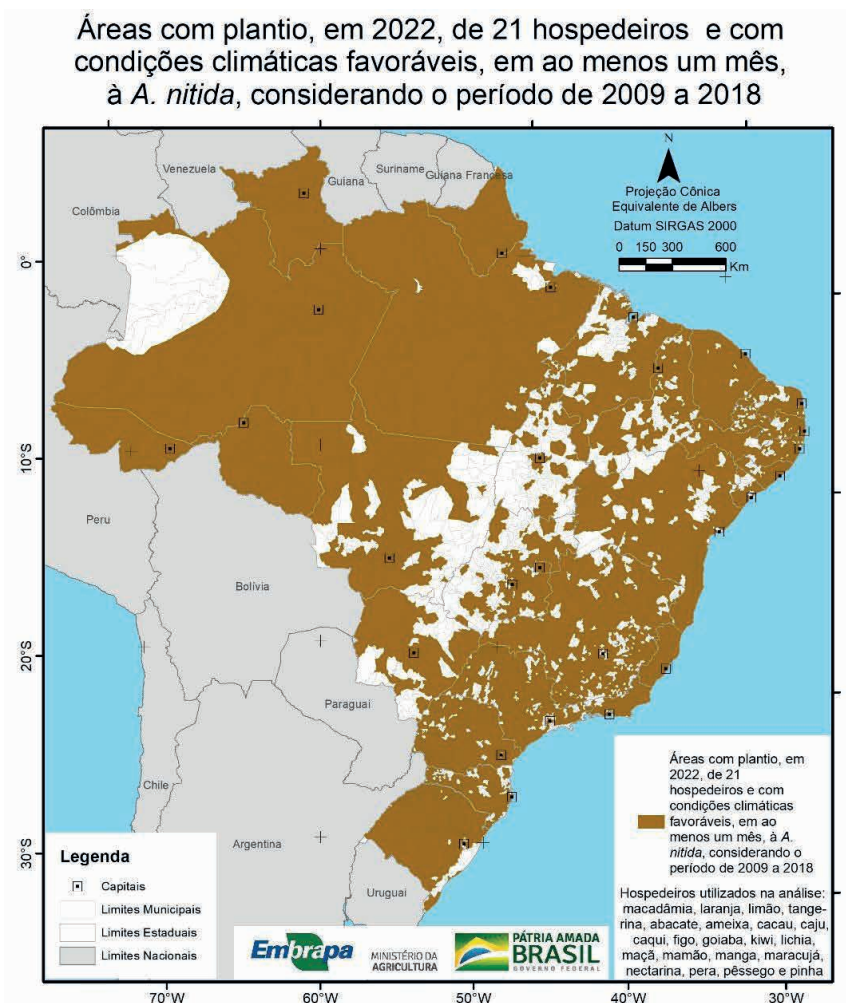 Áreas com plantio, em 2022, de 21 hospedeiros e com
condições climáticas favoráveis, em ao menos um mês,
à A. nitida, considerando o período de 2009 a 2018
N
Projeção Cônica
Equivalente de Albers
Datum SIRGAS 2000
0 150 300 600
Km
Venezuela
Suriname
Guiana
Guiana Francesa
Colômbia
0°
10°S
Peru
Bolívia
20°S
Paraguai
Chile
Argentina
30°S
Uruguai
Áreas com plantio, em
2022, de 21
hospedeiros e com
condições climáticas
favoráveis, em ao
menos um mês, à A.
nitida, considerando o
período de 2009 a 2018
Hospedeiros utilizados na análise:
macadâmia, laranja, limão, tange-
rina, abacate, ameixa, cacau, caju,
caqui, figo, goiaba, kiwi, lichia,
maçã, mamão, manga, maracujá,
nectarina, pera, pêssego e pinha
Legenda
Capitais
Limites Municipais
Limites Estaduais
Limites Nacionais
Embrapa
MINISTÉRIO DA
AGRICULTURA
PÁTRIA AMADA
BRASIL
GOVERNO FEDERAL
70°W 60°W 50°W 40°W 30°W